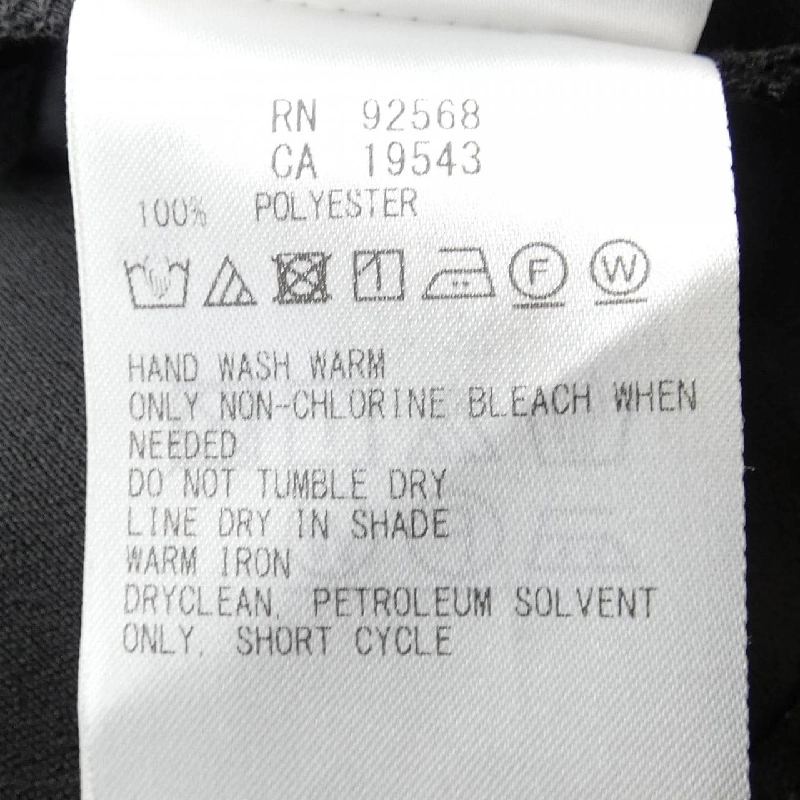 RN 92568
CA 19543
100% POLYESTER
F W
HAND WASH WARM
ONLY NON-CHLORINE BLEACH WHEN
NEEDED
DO NOT TUMBLE DRY
LINE DRY IN SHADE
WARM IRON
DRYCLEAN, PETROLEUM SOLVENT
ONLY, SHORT CYCLE